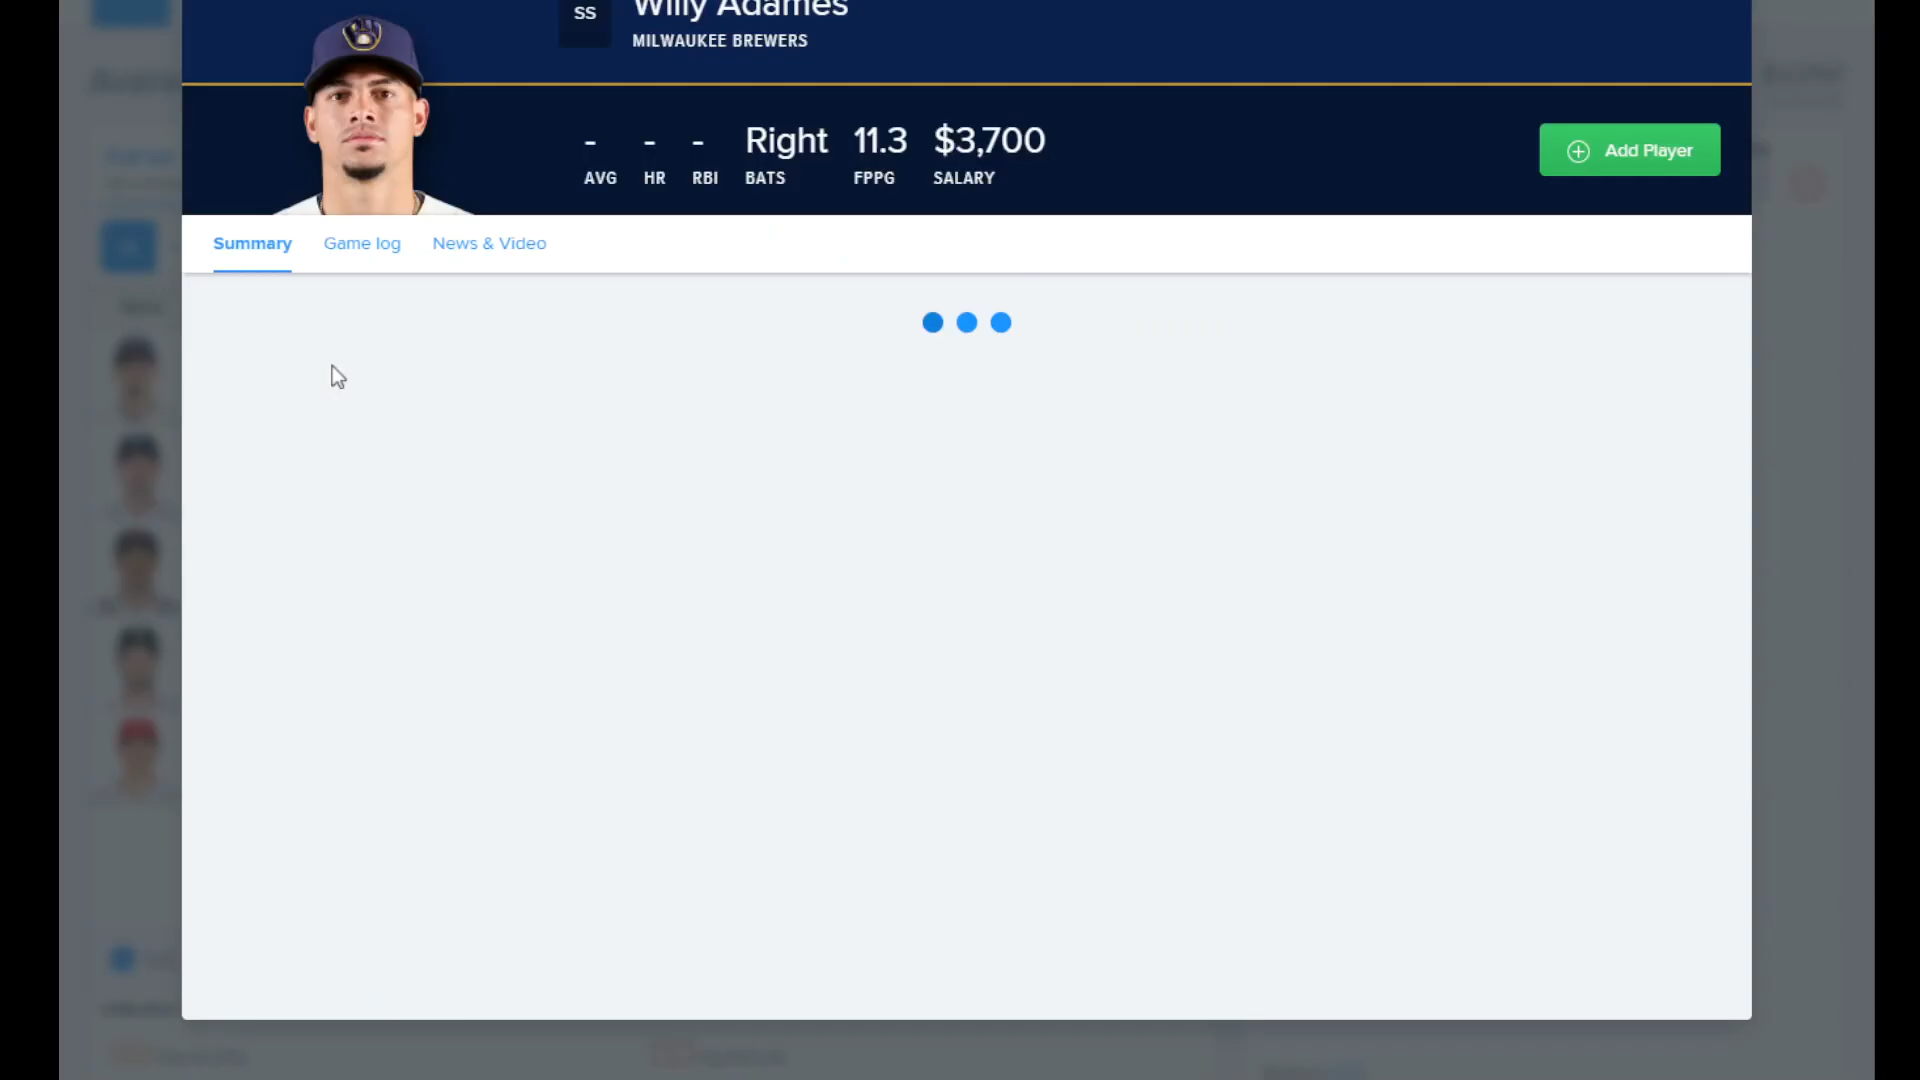 SS
Willy Adames
MILWAUKEE BREWERS
- - - Right 11.3 $3,700
AVG HR RBI BATS FPPG SALARY
Add Player
Summary Game log News & Video